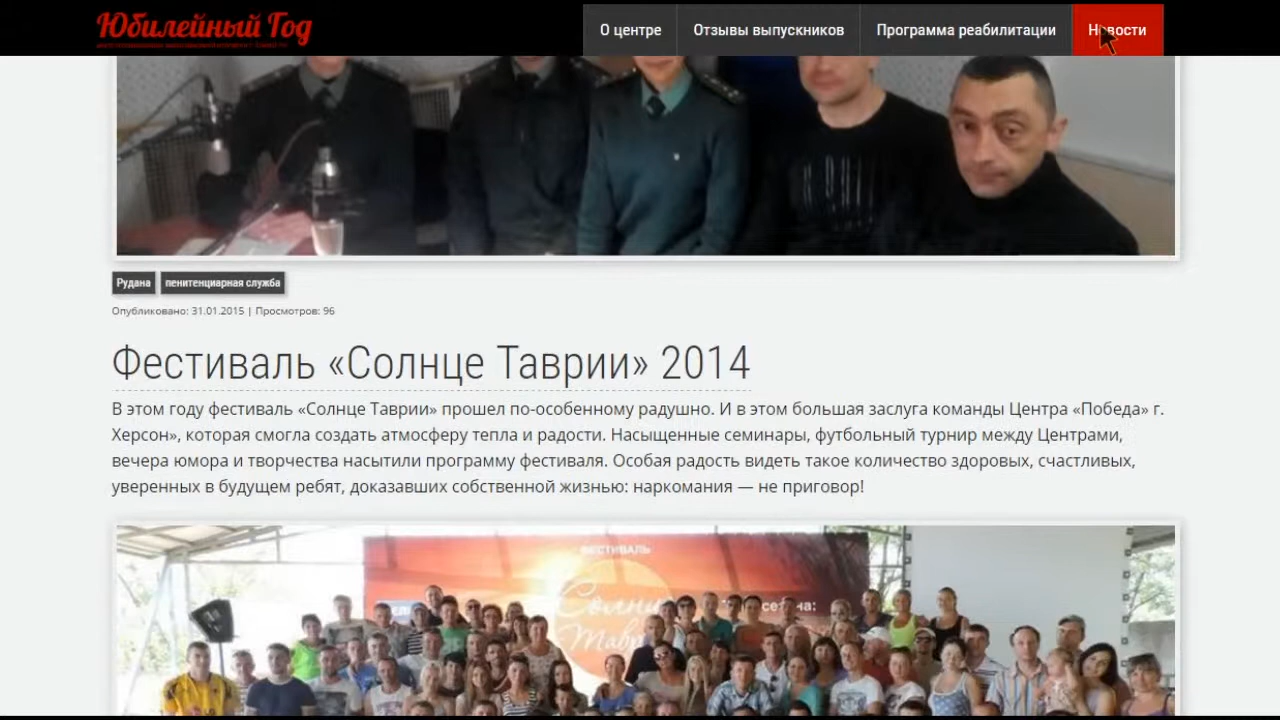 Юбилейный Год
О центре
Отзывы выпускников
Программа реабилитации
Новости
Рудана
пенитенциарная служба
Опубликовано: 31.01.2015 | Просмотров: 96
Фестиваль «Солнце Таврии» 2014
В этом году фестиваль «Солнце Таврии» прошел по-особенному радушно. И в этом большая заслуга команды Центра «Победа» г.
Херсон», которая смогла создать атмосферу тепла и радости. Насыщенные семинары, футбольный турнир между Центрами,
вечера юмора и творчества насытили программу фестиваля. Особая радость видеть такое количество здоровых, счастливых,
уверенных в будущем ребят, доказавших собственной жизнью: наркомания — не приговор!
ФЕСТИВАЛЬ